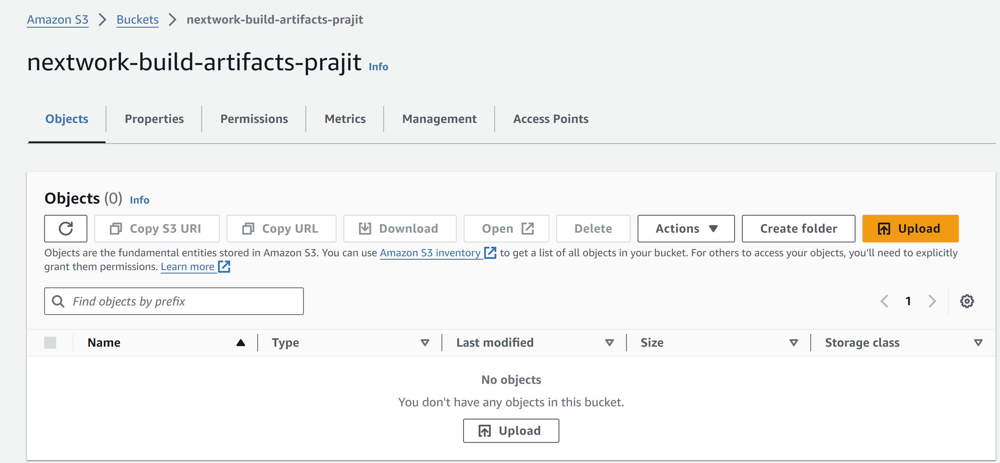 Amazon S3 > Buckets > nextwork-build-artifacts-prajit
nextwork-build-artifacts-prajit Info
Objects Properties Permissions Metrics Management Access Points
Objects (0) Info
Copy S3 URI Copy URL Download Open Delete Actions Create folder Upload
Objects are the fundamental entities stored in Amazon S3. You can use Amazon S3 inventory to get a list of all objects in your bucket. For others to access your objects, you’ll need to explicitly
grant them permissions. Learn more
Find objects by prefix 1
Name Type Last modified Size Storage class
No objects
You don't have any objects in this bucket.
Upload